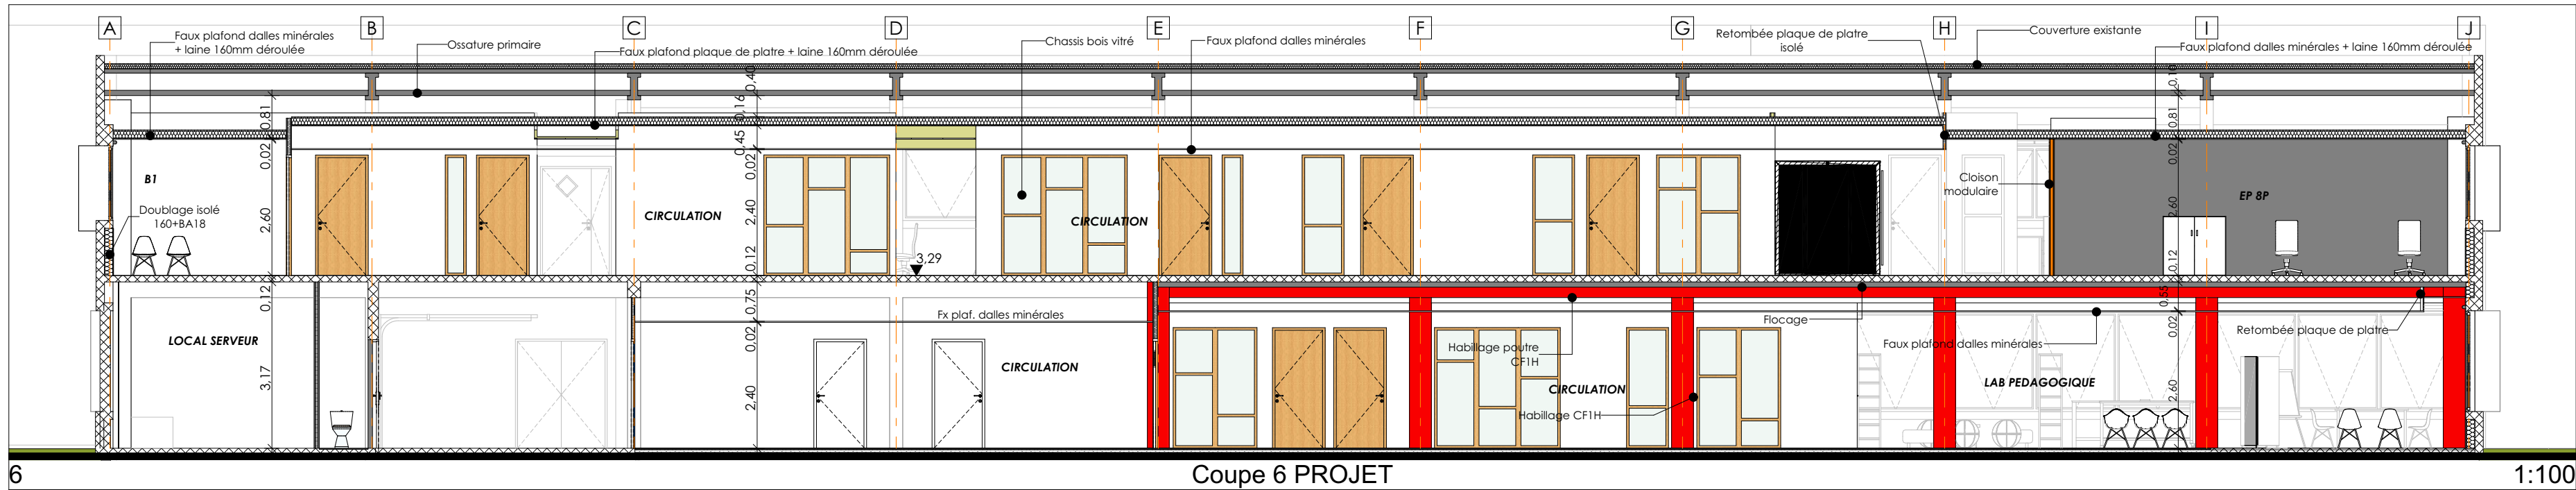 A
B
C
D
E
F
G
H
I
J
Faux plafond dalles minérales
+ laine 160mm déroulée
Ossature primaire
Faux plafond plaque de platre + laine 160mm déroulée
Chassis bois vitré
Faux plafond dalles minérales
Retombée plaque de platre
isolé
Couverture existante
Faux plafond dalles minérales + laine 160mm déroulée
0,81
0,02
2,60
0,12
3,17
0,40
0,16
0,45
0,02
2,40
0,12
0,75
0,02
2,40
0,10
0,81
0,02
2,60
0,12
0,55
0,02
2,60
B1
Doublage isolé
160+BA18
CIRCULATION
3,29
CIRCULATION
Cloison
modulaire
EP 8P
LOCAL SERVEUR
Fx plaf. dalles minérales
CIRCULATION
Habillage poutre
CF1H
CIRCULATION
Habillage CF1H
Flocage
Faux plafond dalles minérales
LAB PEDAGOGIQUE
Retombée plaque de platre
6
Coupe 6 PROJET
1:100